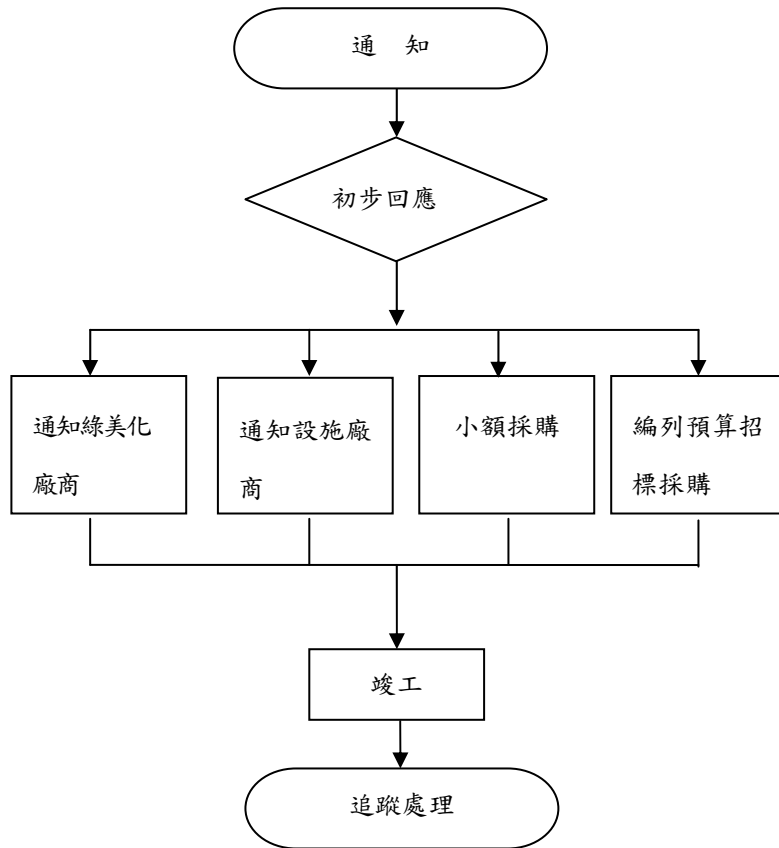 通 知
初步回應
通知綠美化
廠商
通知設施廠
商
小額採購
編列預算招
標採購
竣工
追蹤處理